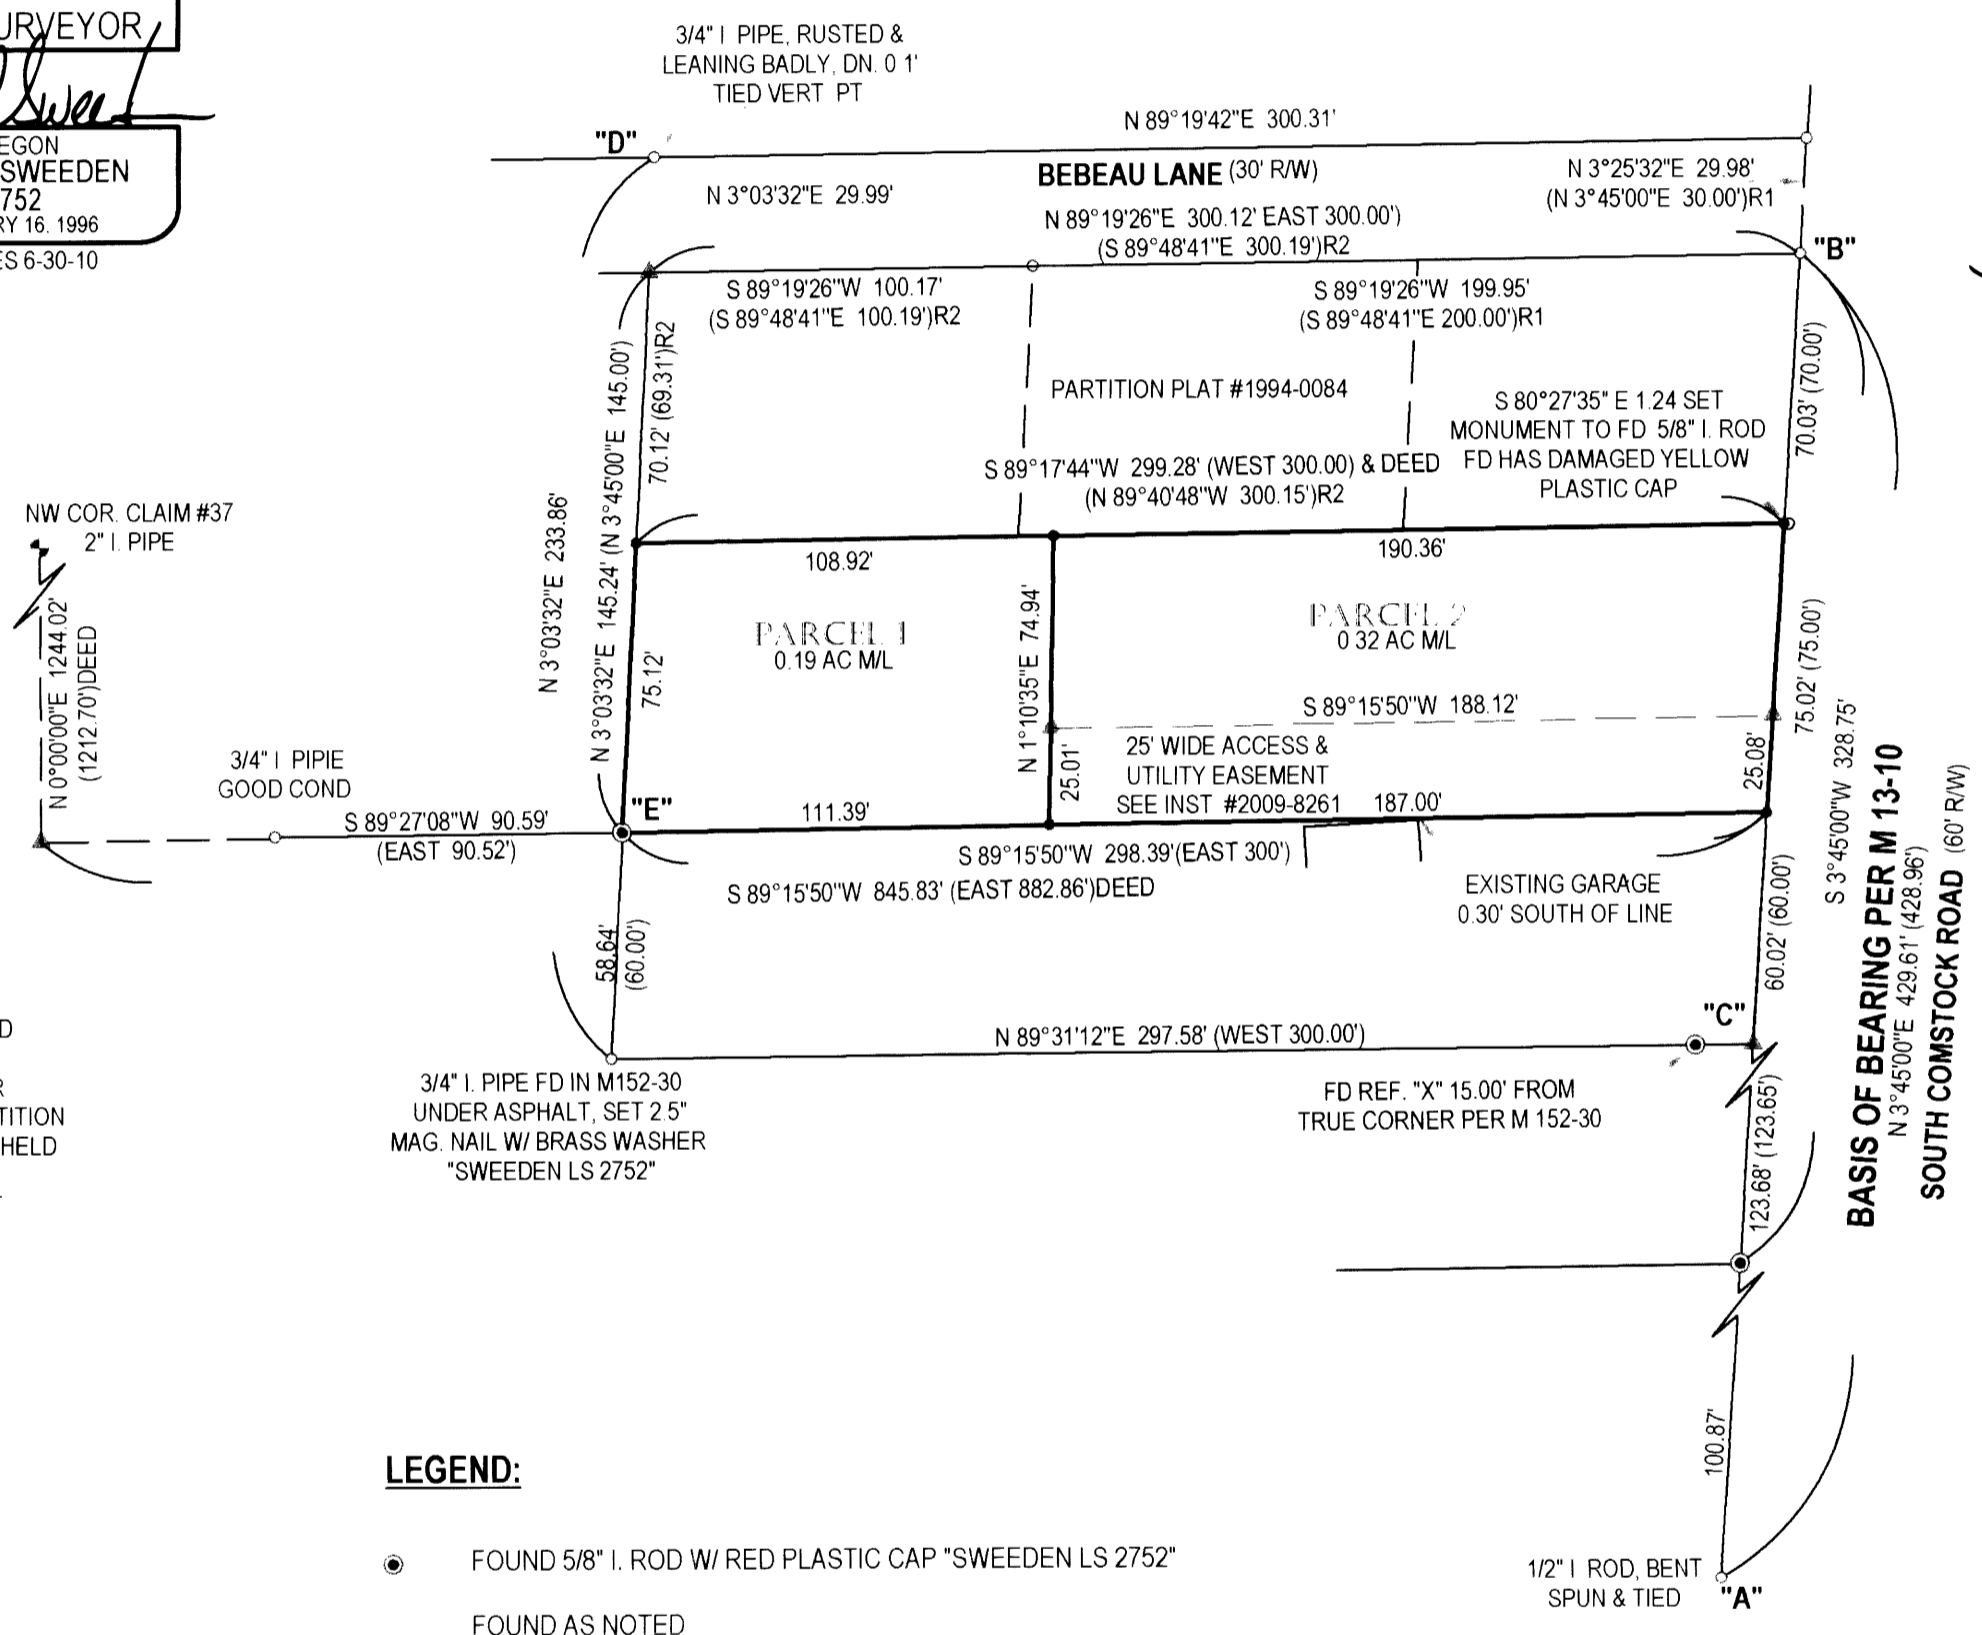 URVEYOR
Sweed
EGON
SWEEDEN
752
RY 16. 1996
ES 6-30-10
3/4" I PIPE, RUSTED &
LEANING BADLY, DN. 0 1'
TIED VERT PT
"D"
N 89°19'42"E 300.31'
BEBEAU LANE (30' R/W)
N 3°03'32"E 29.99'
N 3°25'32"E 29.98'
(N 3°45'00"E 30.00')R1
N 89°19'26"E 300.12' EAST 300.00')
(S 89°48'41"E 300.19')R2
"B"
S 89°19'26"W 100.17'
(S 89°48'41"E 100.19')R2
S 89°19'26"W 199.95'
(S 89°48'41"E 200.00')R1
70.12' (69.31')R2
N 3°03'32"E 145.24' (N 3°45'00"E 145.00')
N 3°03'32"E 233.86'
PARTITION PLAT #1994-0084
S 80°27'35" E 1.24 SET
MONUMENT TO FD 5/8" I. ROD
FD HAS DAMAGED YELLOW
PLASTIC CAP
70.03' (70.00')
S 89°17'44"W 299.28' (WEST 300.00) & DEED
(N 89°40'48"W 300.15')R2
NW COR. CLAIM #37
2" I. PIPE
N 0°00'00"E 1244.02'
(1212.70')DEED
108.92'
190.36'
PARCEL 1
0.19 AC M/L
PARCEL 2
0 32 AC M/L
75.12'
N 1°10'35"E 74.94'
75.02' (75.00')
S 89°15'50"W 188.12'
25' WIDE ACCESS &
UTILITY EASEMENT
SEE INST #2009-8261
187.00'
25.01'
25.08'
3/4" I PIPIE
GOOD COND
S 89°27'08"W 90.59'
(EAST 90.52')
"E"
111.39'
S 89°15'50"W 298.39'(EAST 300')
S 89°15'50"W 845.83' (EAST 882.86')DEED
EXISTING GARAGE
0.30' SOUTH OF LINE
S 3°45'00"W 328.75'
BASIS OF BEARING PER M 13-10
N 3°45'00"E 429.61' (428.96')
SOUTH COMSTOCK ROAD (60' R/W)
58.64'
(60.00')
60.02' (60.00')
"C"
N 89°31'12"E 297.58' (WEST 300.00')
3/4" I. PIPE FD IN M152-30
UNDER ASPHALT, SET 2.5"
MAG. NAIL W/ BRASS WASHER
"SWEEDEN LS 2752"
FD REF. "X" 15.00' FROM
TRUE CORNER PER M 152-30
123.68' (123.65')
D
R
TITION
HELD
100.87'
LEGEND:
FOUND 5/8" I. ROD W/ RED PLASTIC CAP "SWEEDEN LS 2752"
FOUND AS NOTED
1/2" I ROD, BENT
SPUN & TIED
"A"